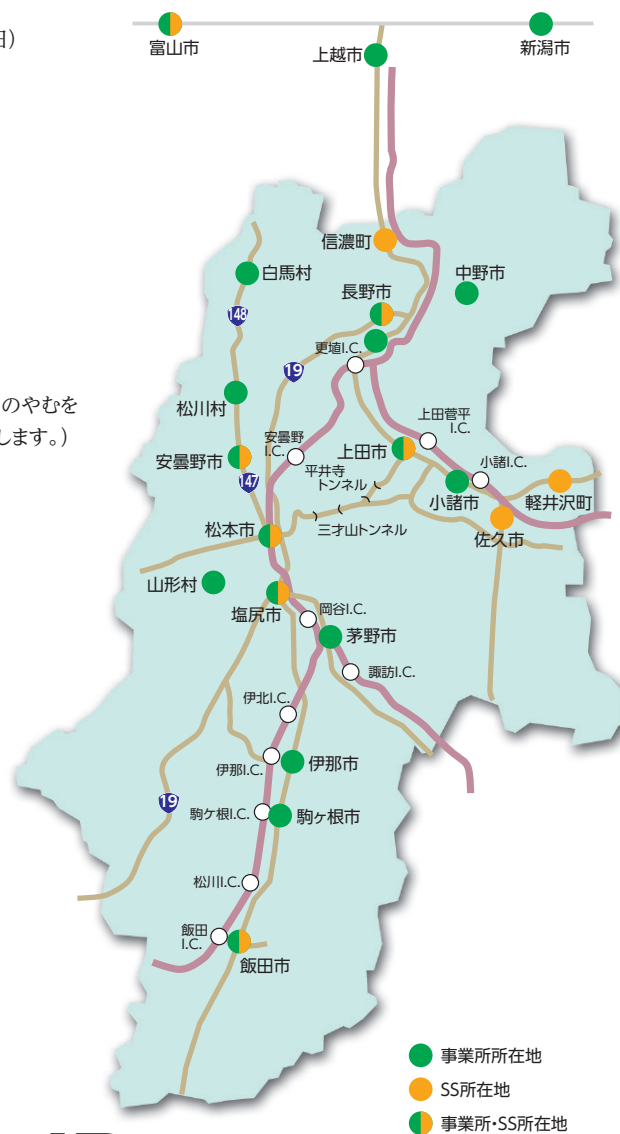 日)
富山市
上越市
新潟市
信濃町
白馬村
中野市
長野市
148
更埴I.C.
19
のやむを
松川村
します。)
上田菅平
I.C.
安曇野
I.C.
上田市
安曇野市
平井寺
トンネル
小諸I.C.
147
小諸市
軽井沢町
松本市
三才山トンネル
佐久市
山形村
塩尻市
岡谷I.C.
茅野市
諏訪I.C.
伊北I.C.
伊那I.C.
伊那市
19
駒ケ根I.C.
駒ヶ根市
松川I.C.
飯田
I.C.
飯田市
事業所所在地
SS所在地
事業所・SS所在地